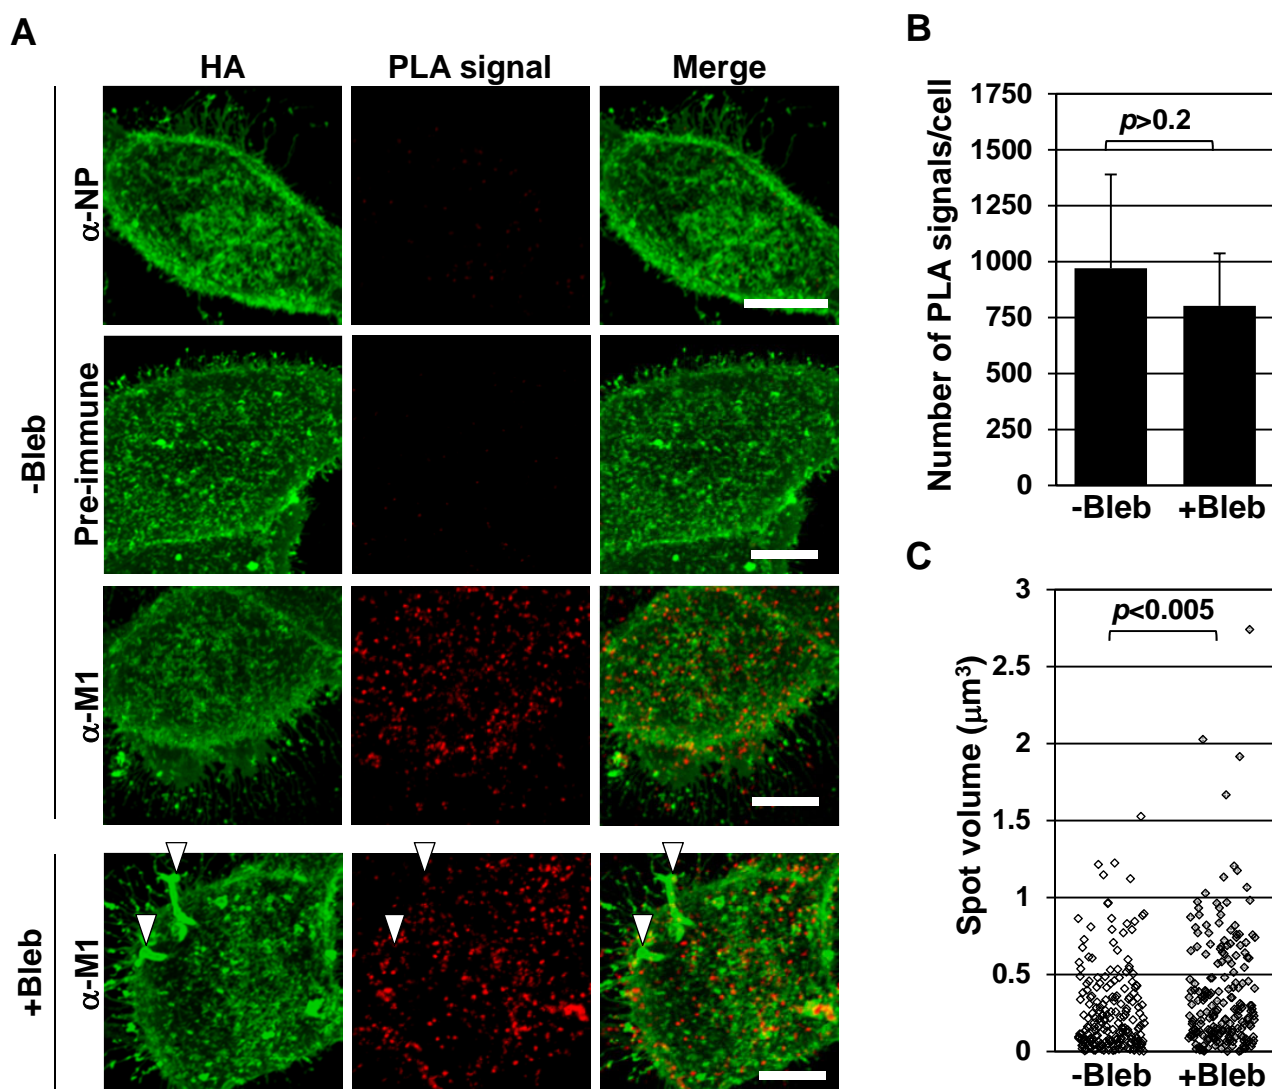 A
HA
PLA signal
Merge
-Bleb
α-NP
Pre-immune
α-M1
+Bleb
α-M1
B
Number of PLA signals/cell
1750
1500
1250
1000
750
500
250
0
p>0.2
-Bleb +Bleb
C
Spot volume (μm³)
3
2.5
2
1.5
1
0.5
0
p<0.005
-Bleb +Bleb